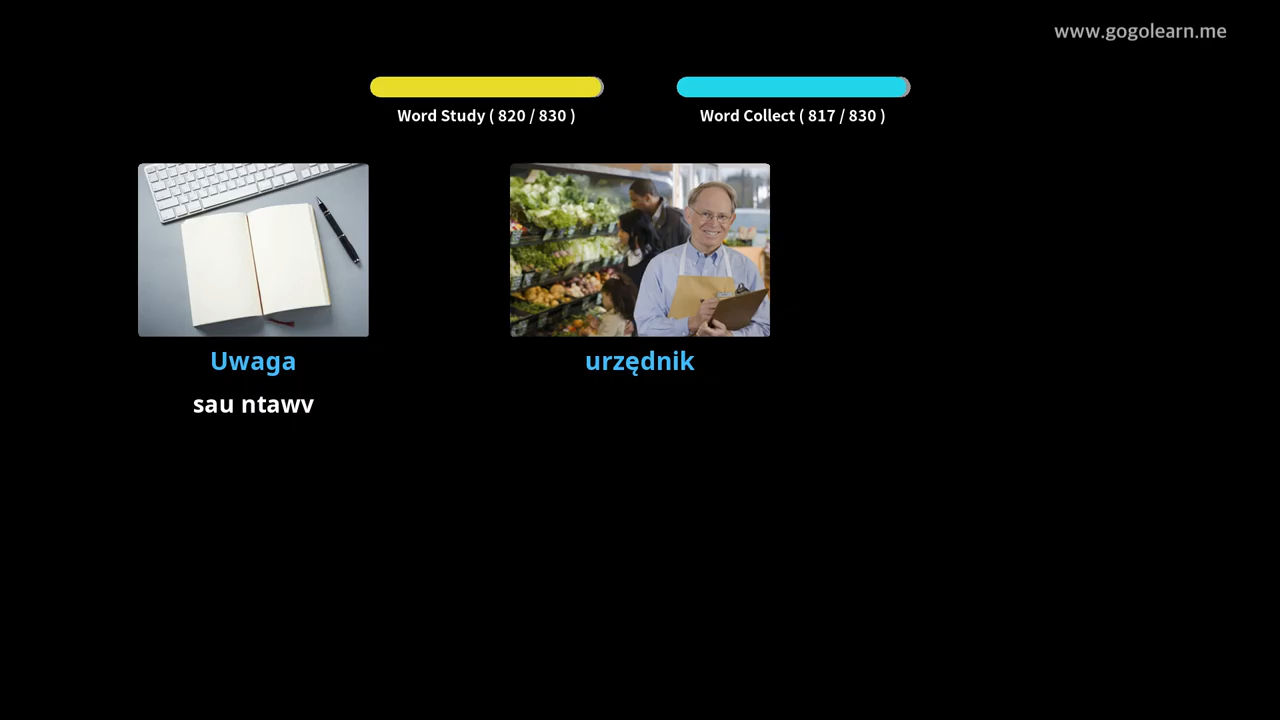 www.gogolearn.me
Word Study ( 820 / 830 )
Word Collect ( 817 / 830 )
Uwaga
urzędnik
sau ntawv